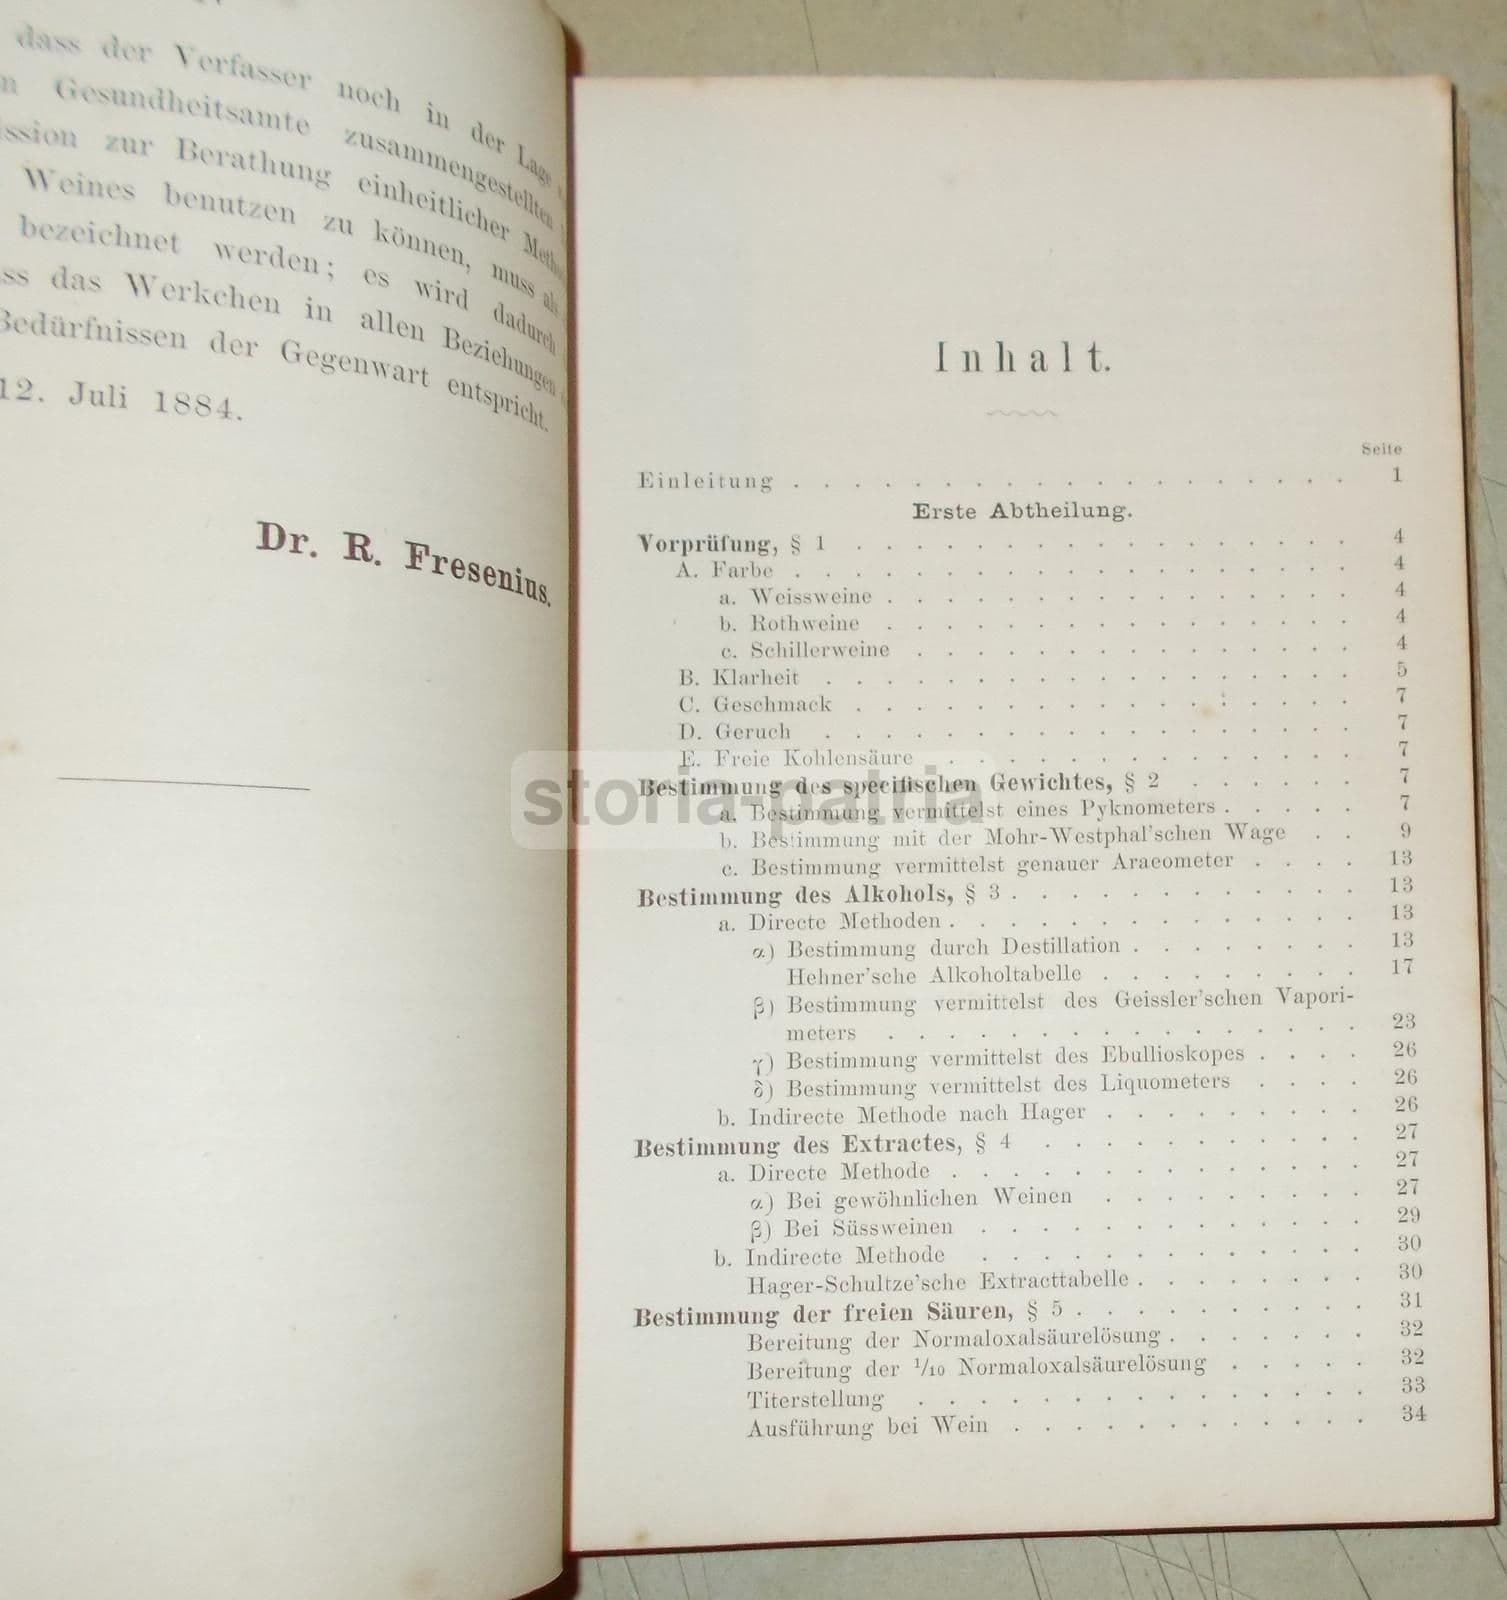 dass der Verfasser noch in der Lage
Gesundheitsamte zusammengestellten
zur Berathung einheitlicher
Weines benutzen zu können, muss als
bezeichnet werden; es wird dadurch
das Werkchen in allen Beziehungen
Bedürfnissen der Gegenwart entspricht.
12. Juli 1884.
Dr. R. Fresenius.
Inhalt.
Seite
Einleitung . . . . . . . . . . . . . . . . . . . 1
Erste Abtheilung.
Vorprüfung, § 1 . . . . . . . . . . . . . . . . . 4
A. Farbe . . . . . . . . . . . . . . . . . . . 4
a. Weissweine . . . . . . . . . . . . . . . . 4
b. Rothweine . . . . . . . . . . . . . . . . 4
c. Schillerweine . . . . . . . . . . . . . . . 4
B. Klarheit . . . . . . . . . . . . . . . . . . 5
C. Geschmack . . . . . . . . . . . . . . . . . 7
D. Geruch . . . . . . . . . . . . . . . . . . 7
E. Freie Kohlensäure . . . . . . . . . . . . . . 7
Bestimmung des specifischen Gewichtes, § 2 . . . . . . 7
storia-patria
a. Bestimmung vermittelst eines Pyknometers . . . . . 7
b. Bestimmung mit der Mohr-Westphal'schen Wage . . 9
c. Bestimmung vermittelst genauer Araeometer . . . . 13
Bestimmung des Alkohols, § 3 . . . . . . . . . . . . 13
a. Directe Methoden . . . . . . . . . . . . . . 13
α) Bestimmung durch Destillation . . . . . . . . 13
Hehner'sche Alkoholtabelle . . . . . . . . . 17
β) Bestimmung vermittelst des Geissler'schen Vapori-
meters . . . . . . . . . . . . . . . . 23
γ) Bestimmung vermittelst des Ebullioskopes . . . . 26
δ) Bestimmung vermittelst des Liquometers . . . . 26
b. Indirecte Methode nach Hager . . . . . . . . . 26
Bestimmung des Extractes, § 4 . . . . . . . . . . . 27
a. Directe Methode . . . . . . . . . . . . . . 27
α) Bei gewöhnlichen Weinen . . . . . . . . . 27
β) Bei Süssweinen . . . . . . . . . . . . . 29
b. Indirecte Methode . . . . . . . . . . . . . 30
Hager-Schultze'sche Extracttabelle . . . . . . . . 30
Bestimmung der freien Säuren, § 5 . . . . . . . . . . 31
Bereitung der Normaloxalsäurelösung . . . . . . . 32
Bereitung der 1/10 Normaloxalsäurelösung . . . . . 32
Titerstellung . . . . . . . . . . . . . . . 33
Ausführung bei Wein . . . . . . . . . . . . 34